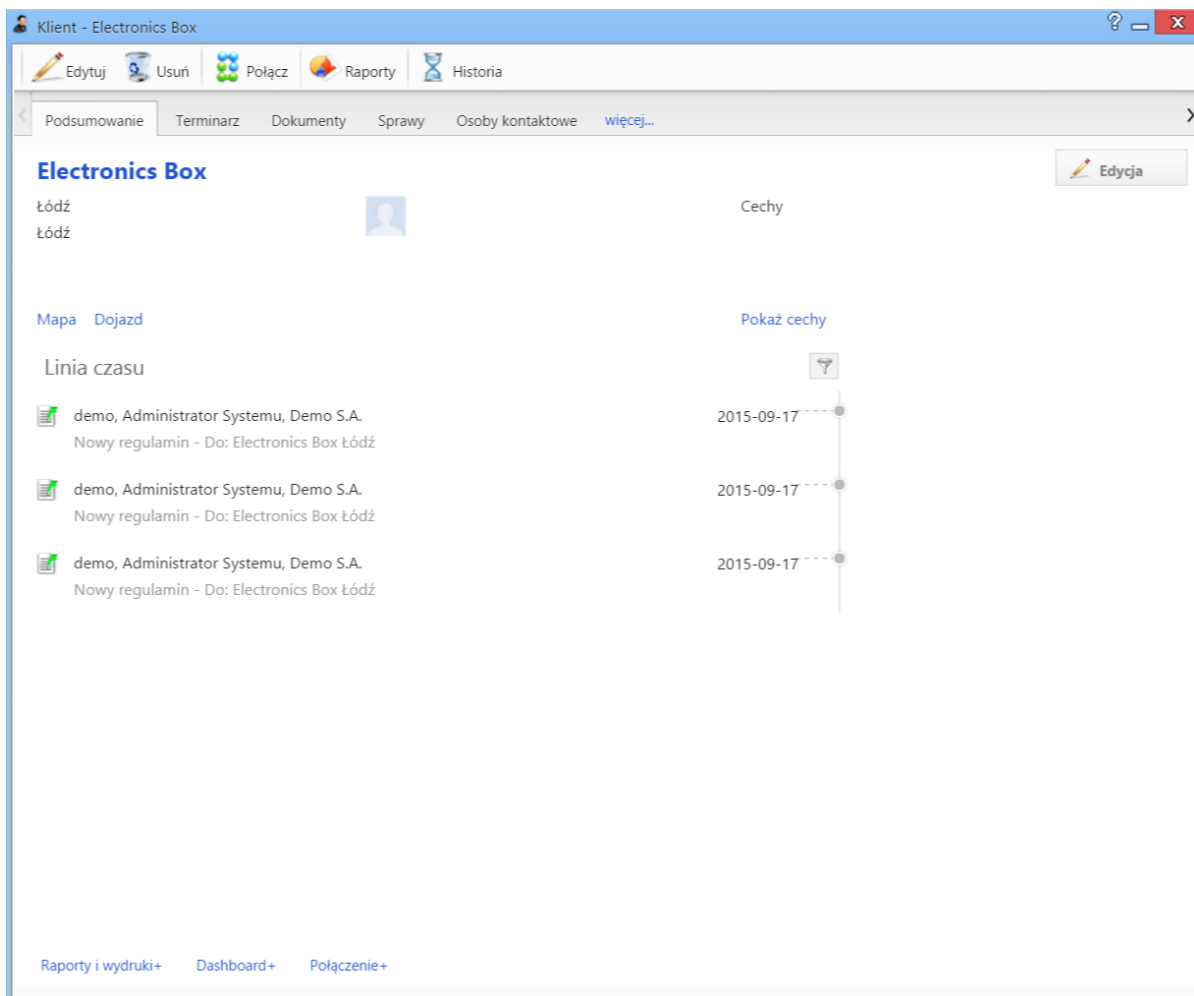 Klient - Electronics Box
Edytuj Usuń Połącz Raporty Historia
Podsumowanie Terminarz Dokumenty Sprawy Osoby kontaktowe więcej...
Electronics Box
Edycja
Łódź
Cechy
Łódź
Mapa Dojazd
Pokaż cechy
Linia czasu
demo, Administrator Systemu, Demo S.A. 2015-09-17
Nowy regulamin - Do: Electronics Box Łódź
demo, Administrator Systemu, Demo S.A. 2015-09-17
Nowy regulamin - Do: Electronics Box Łódź
demo, Administrator Systemu, Demo S.A. 2015-09-17
Nowy regulamin - Do: Electronics Box Łódź
Raporty i wydruki+ Dashboard+ Połączenie+